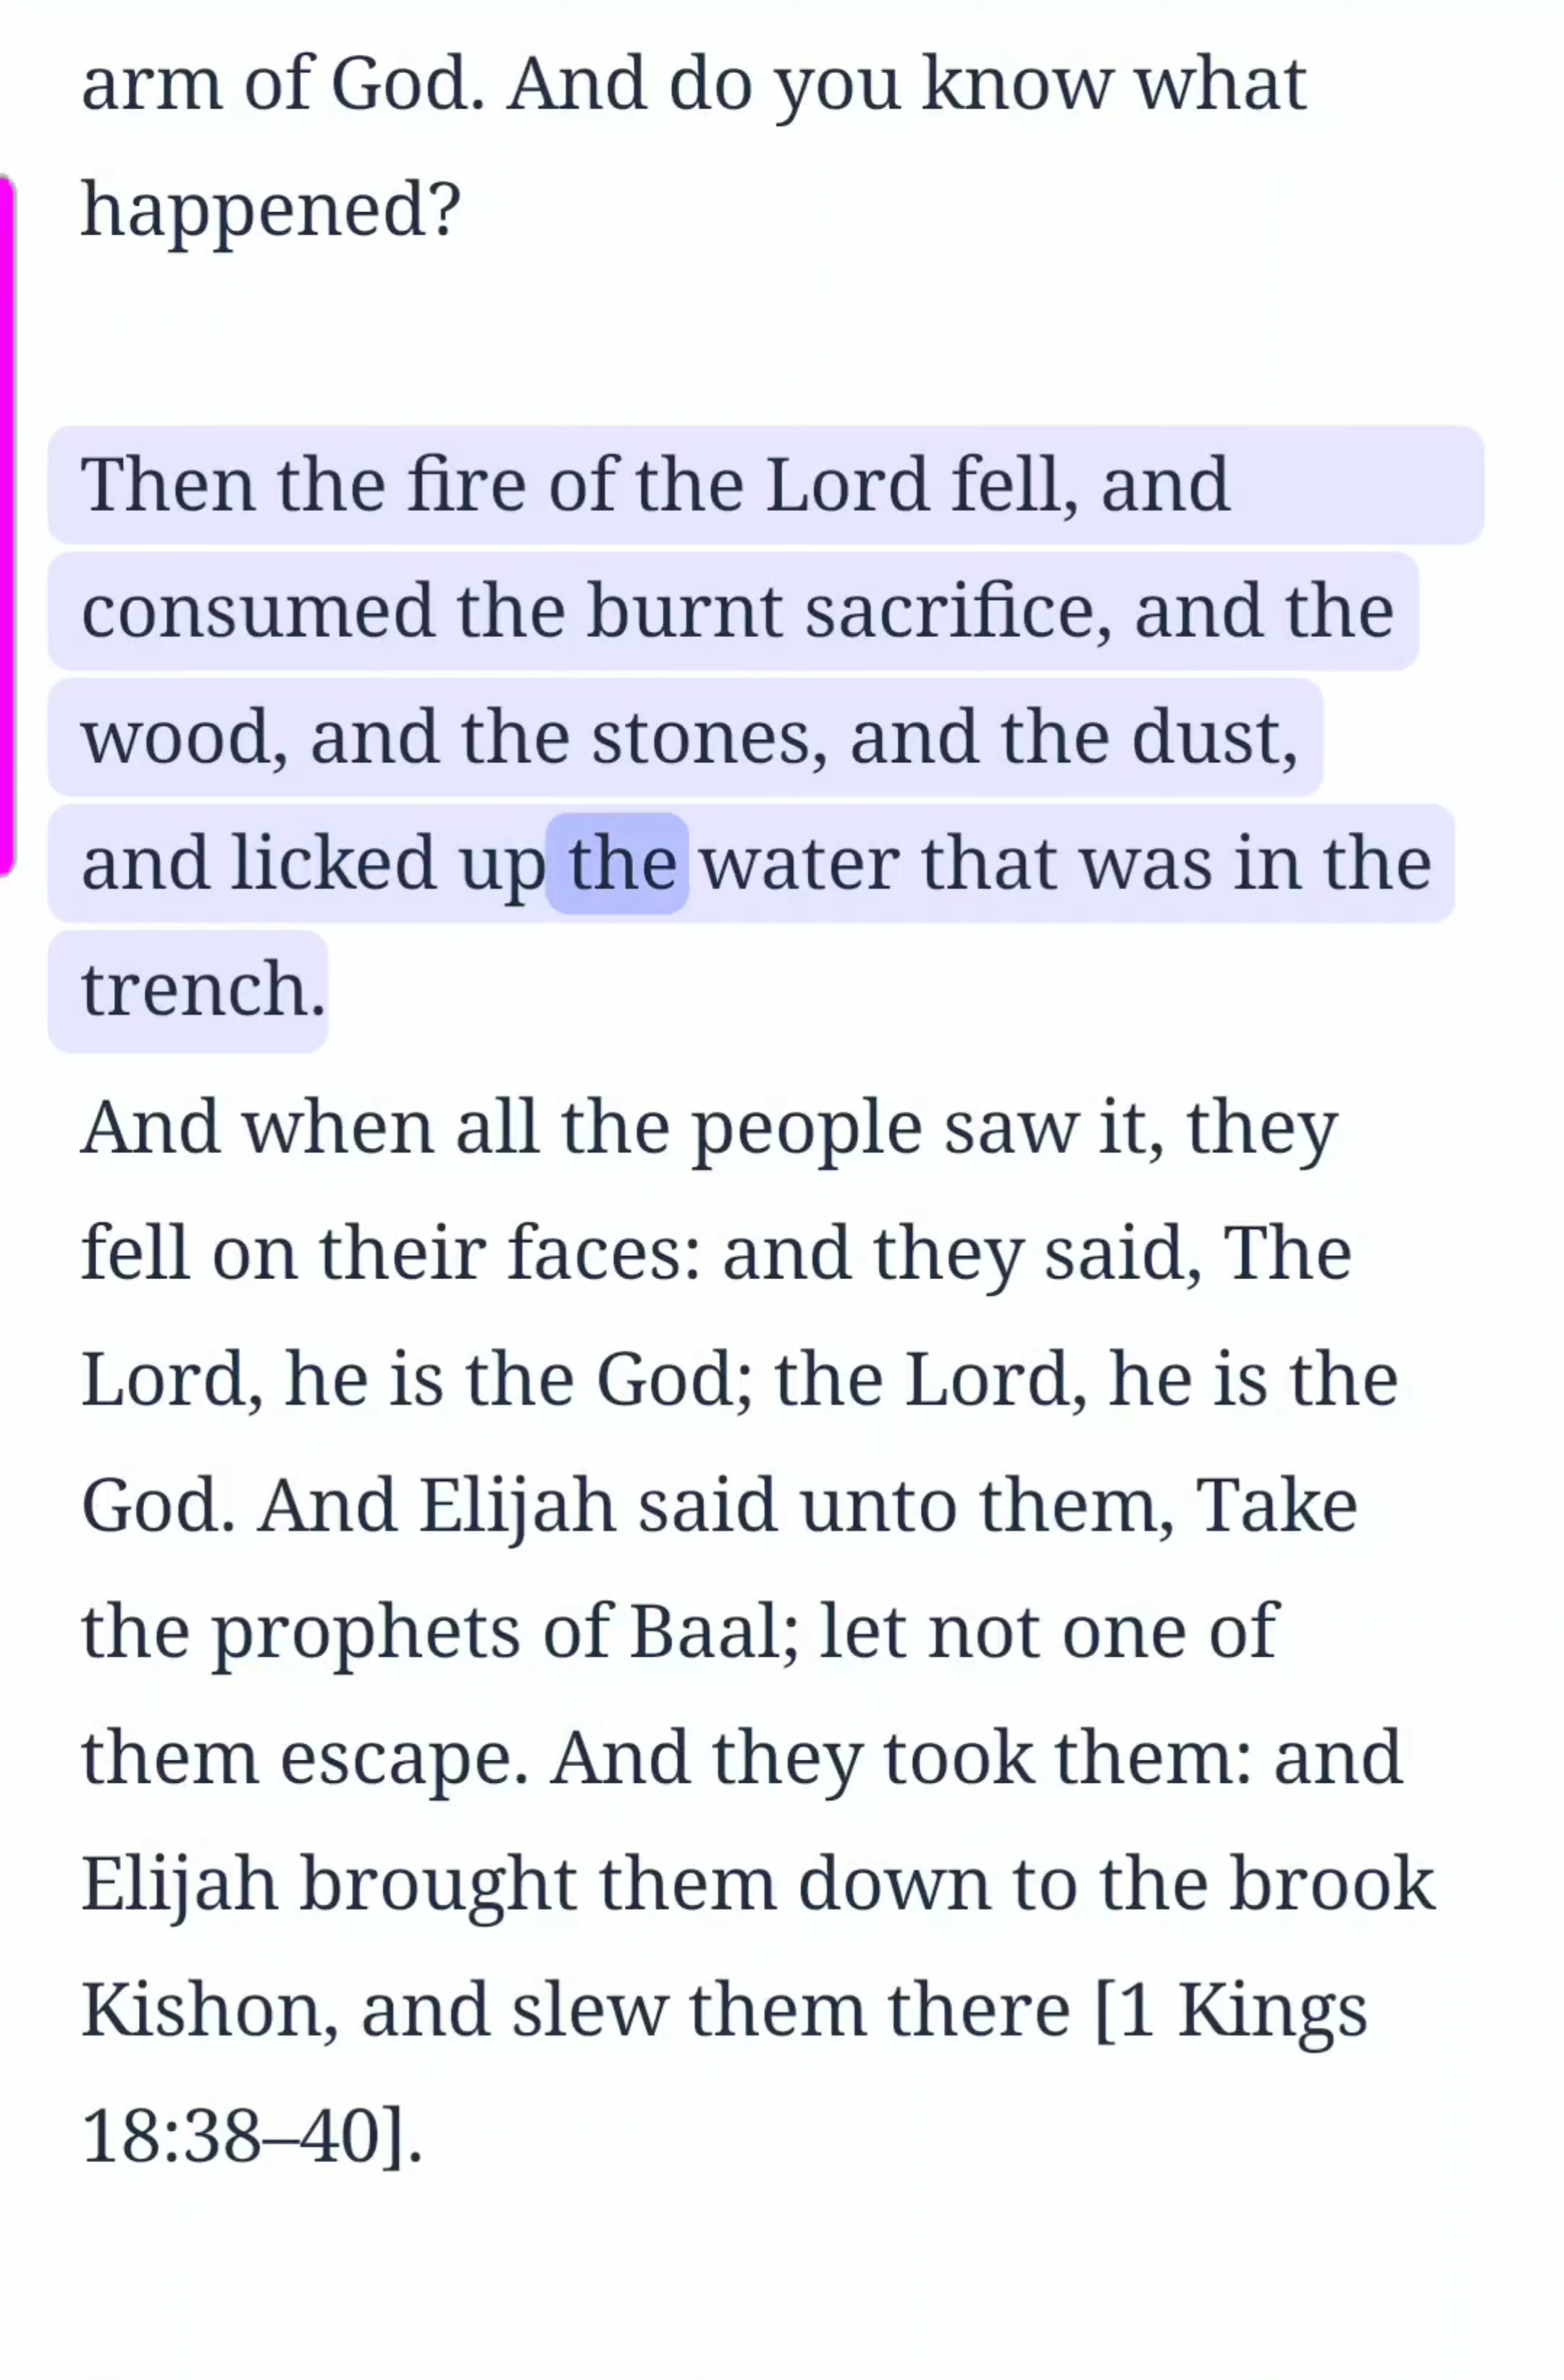 arm of God. And do you know what
happened?
Then the fire of the Lord fell, and
consumed the burnt sacrifice, and the
wood, and the stones, and the dust,
and licked up the water that was in the
trench.
And when all the people saw it, they
fell on their faces: and they said, The
Lord, he is the God; the Lord, he is the
God. And Elijah said unto them, Take
the prophets of Baal; let not one of
them escape. And they took them: and
Elijah brought them down to the brook
Kishon, and slew them there [1 Kings
18:38–40].